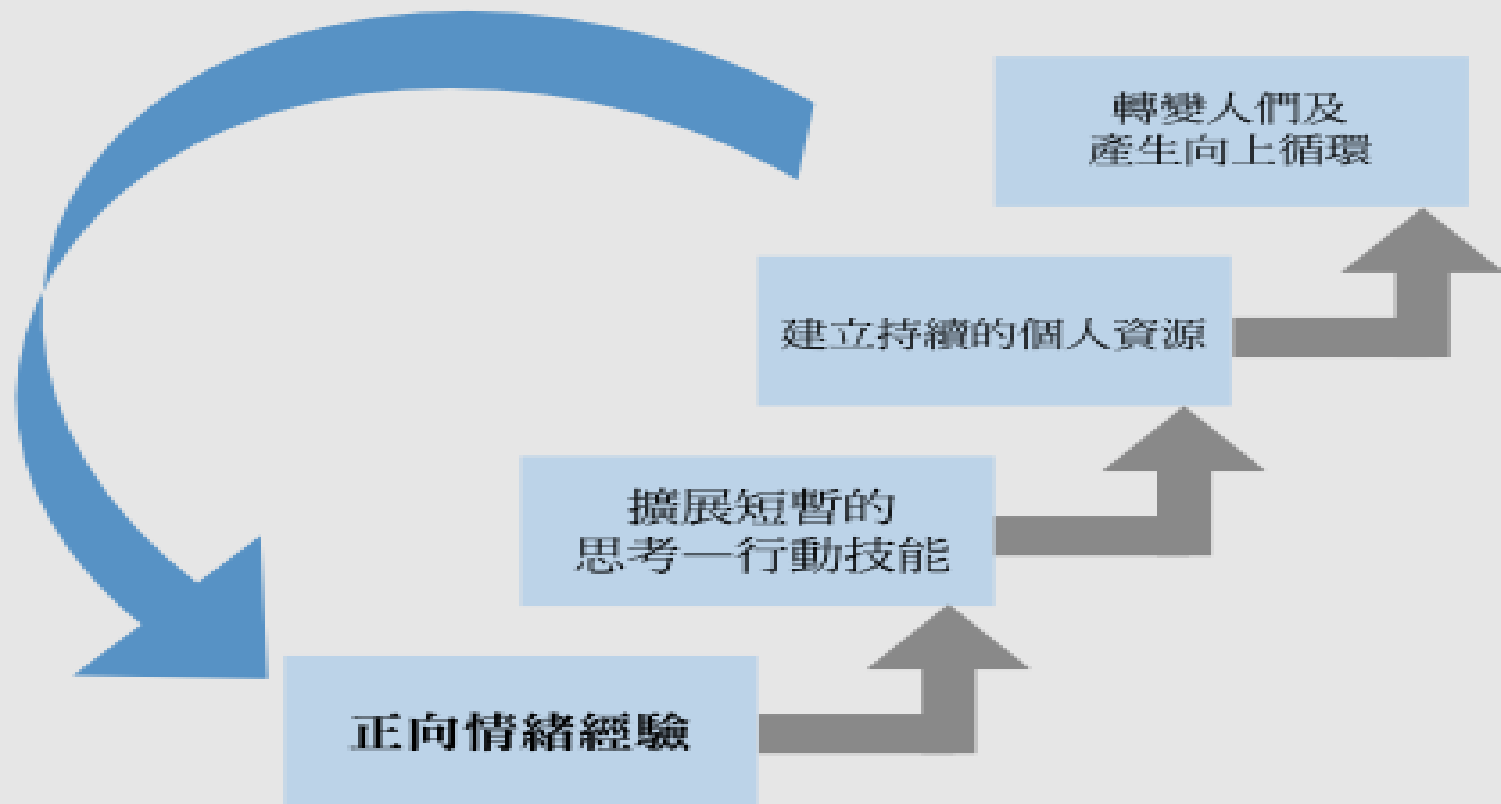 轉變人們及
產生向上循環
建立持續的個人資源
擴展短暫的
思考—行動技能
正向情緒經驗